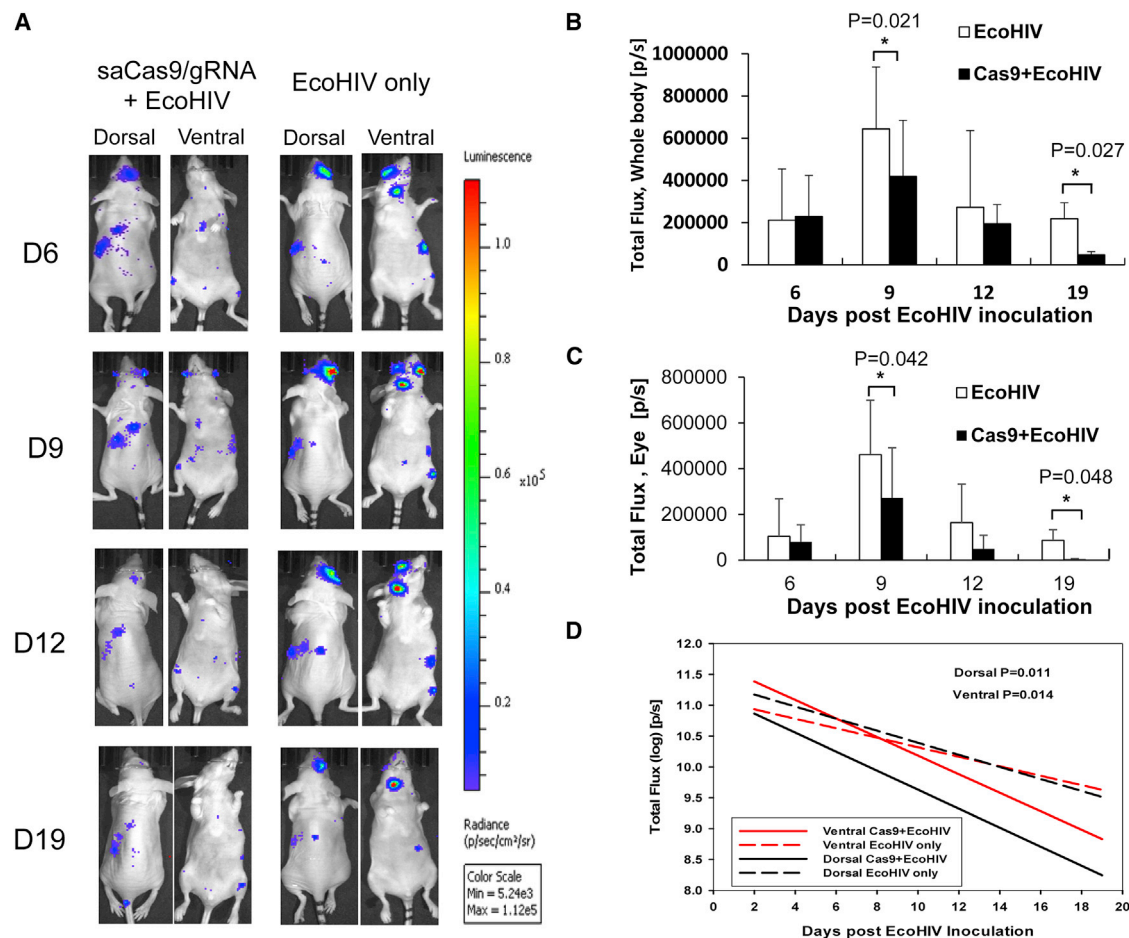 A
saCas9/gRNA
+ EcoHIV
EcoHIV only
Dorsal Ventral
Dorsal Ventral
D6
D9
D12
D19
Luminescence
1.0
0.8
0.6
x10^5
0.4
0.2
Radiance
(p/sec/cm²/sr)
Color Scale
Min = 5.24e3
Max = 1.12e5
B
P=0.021
*
EcoHIV
Cas9+EcoHIV
P=0.027
*
Total Flux, Whole body [p/s]
1000000
800000
600000
400000
200000
0
6 9 12 19
Days post EcoHIV inoculation
C
P=0.042
*
EcoHIV
Cas9+EcoHIV
P=0.048
*
Total Flux , Eye [p/s]
800000
600000
400000
200000
0
6 9 12 19
Days post EcoHIV inoculation
D
Dorsal P=0.011
Ventral P=0.014
Total Flux (log) [p/s]
12.0
11.5
11.0
10.5
10.0
9.5
9.0
8.5
8.0
Ventral Cas9+EcoHIV
Ventral EcoHIV only
Dorsal Cas9+EcoHIV
Dorsal EcoHIV only
0 2 4 6 8 10 12 14 16 18 20
Days Post EcoHIV Inoculation